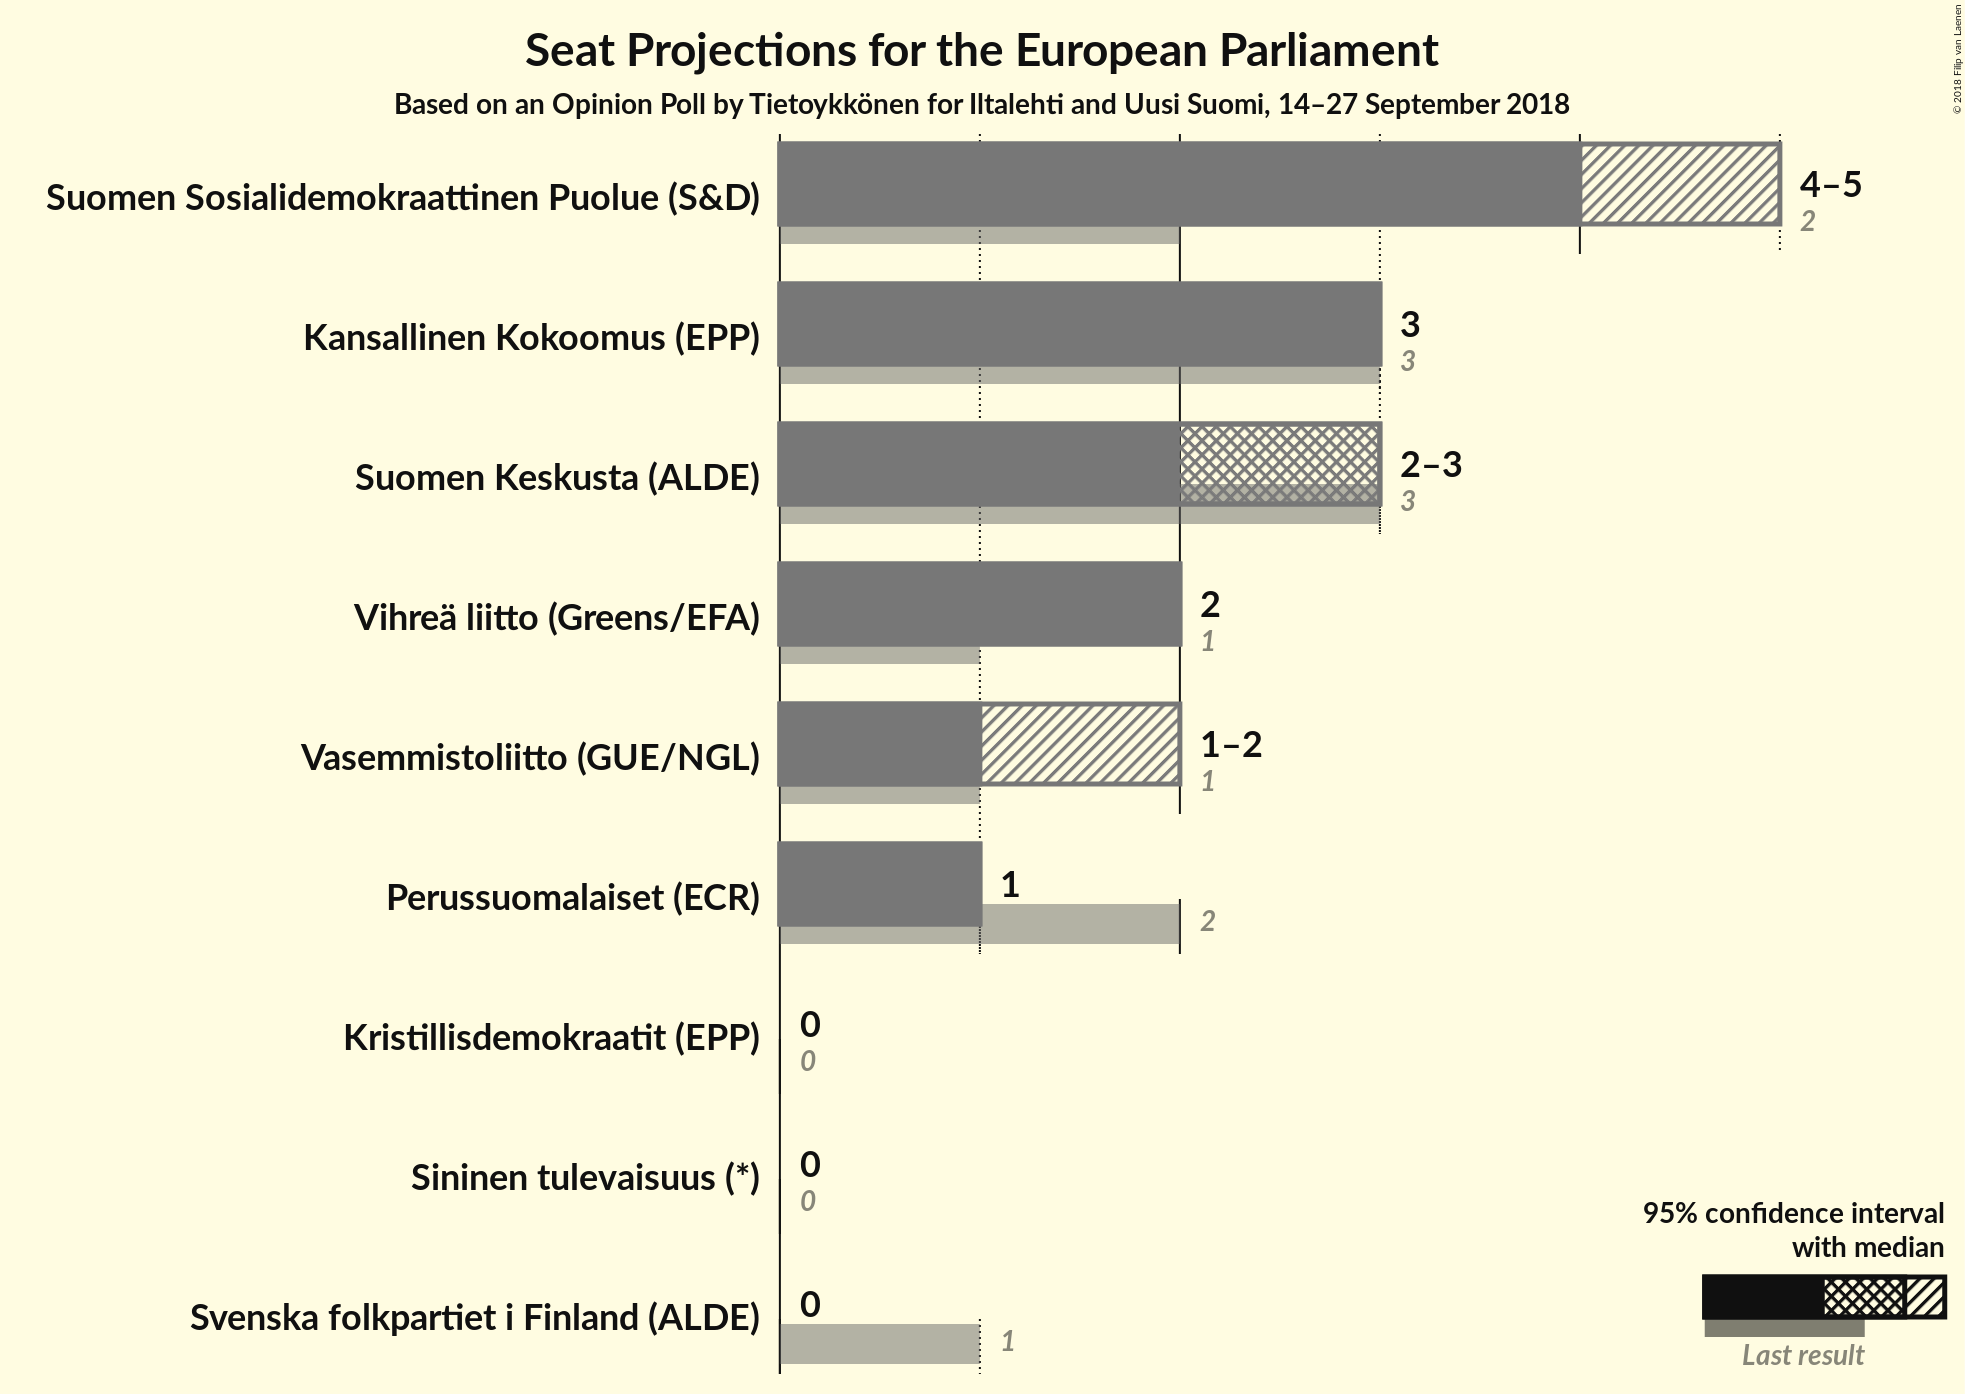 Seat Projections for the European Parliament
Based on an Opinion Poll by Tietoykkönen for Iltalehti and Uusi Suomi, 14–27 September 2018
© 2018 Filip van Laenen
Suomen Sosialidemokraattinen Puolue (S&D)
4–5
2
Kansallinen Kokoomus (EPP)
3
3
Suomen Keskusta (ALDE)
2–3
3
Vihreä liitto (Greens/EFA)
2
1
Vasemmistoliitto (GUE/NGL)
1–2
1
Perussuomalaiset (ECR)
1
2
Kristillisdemokraatit (EPP)
0
0
Sininen tulevaisuus (*)
0
0
Svenska folkpartiet i Finland (ALDE)
0
1
95% confidence interval
with median
Last result